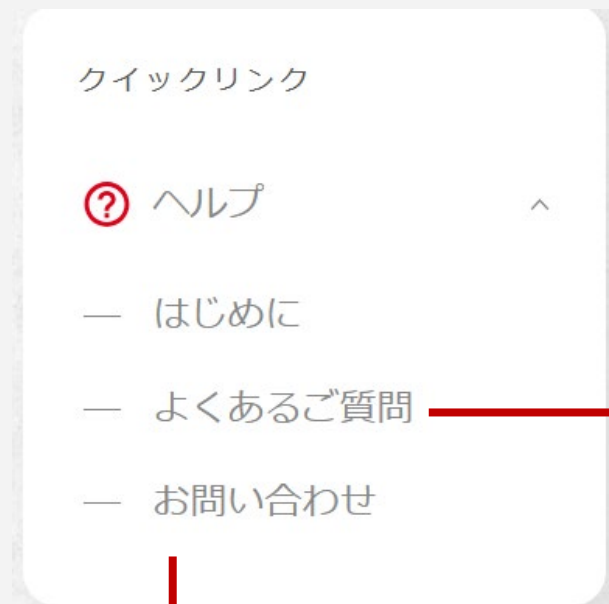 クイックリンク
ヘルプ
— はじめに
— よくあるご質問
— お問い合わせ